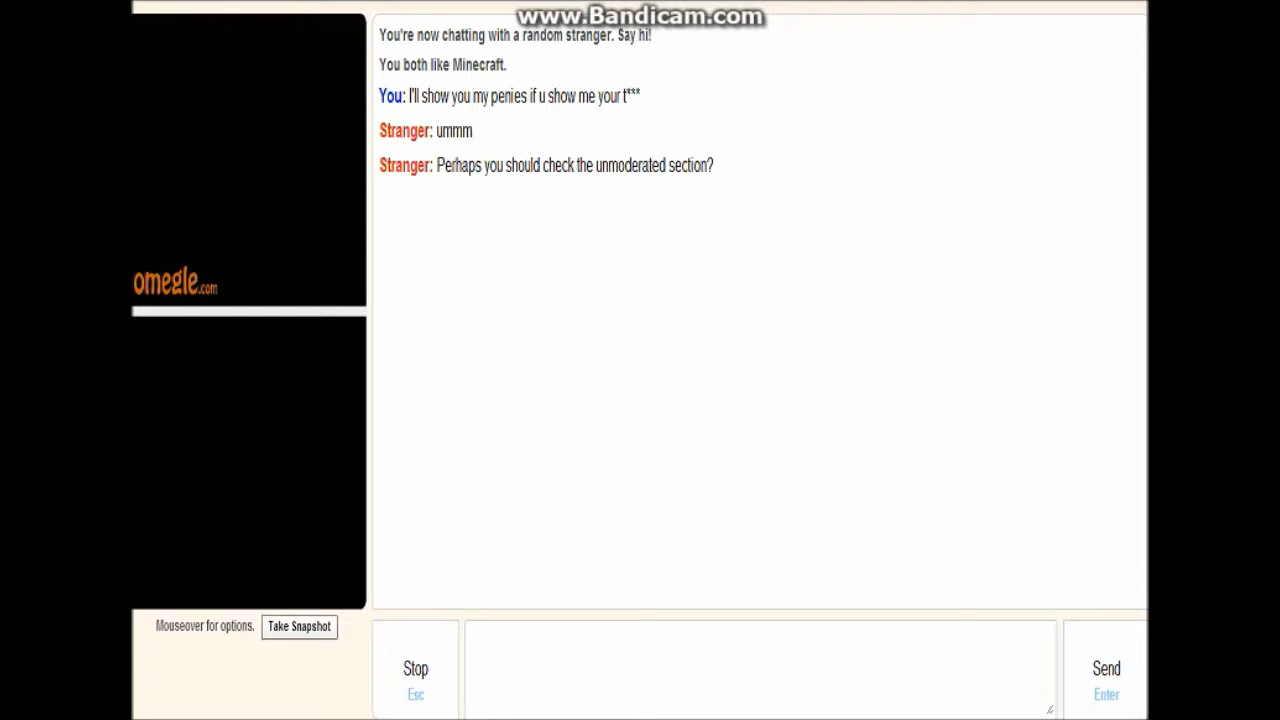 www.Bandicam.com
You're now chatting with a random stranger. Say hi!
You both like Minecraft.
You: I'll show you my penies if u show me your t***
Stranger: ummm
Stranger: Perhaps you should check the unmoderated section?
omegle.com
Mouseover for options. Take Snapshot
Stop
Esc
Send
Enter